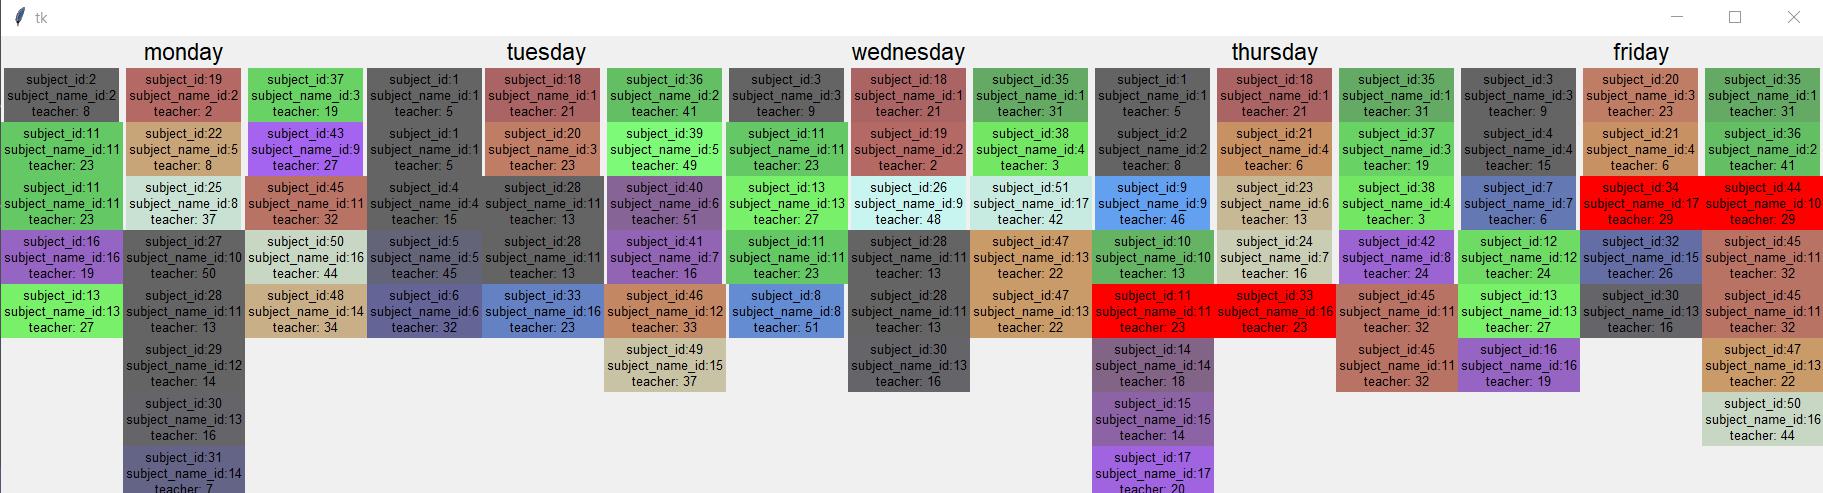 tk
monday
tuesday
wednesday
thursday
friday
subject_id:2
subject_name_id:2
teacher: 8
subject_id:19
subject_name_id:2
teacher: 2
subject_id:37
subject_name_id:3
teacher: 19
subject_id:1
subject_name_id:1
teacher: 5
subject_id:18
subject_name_id:1
teacher: 21
subject_id:36
subject_name_id:2
teacher: 41
subject_id:3
subject_name_id:3
teacher: 9
subject_id:18
subject_name_id:1
teacher: 21
subject_id:35
subject_name_id:1
teacher: 31
subject_id:1
subject_name_id:1
teacher: 5
subject_id:18
subject_name_id:1
teacher: 21
subject_id:35
subject_name_id:1
teacher: 31
subject_id:3
subject_name_id:3
teacher: 9
subject_id:20
subject_name_id:3
teacher: 23
subject_id:35
subject_name_id:1
teacher: 31
subject_id:11
subject_name_id:11
teacher: 23
subject_id:22
subject_name_id:5
teacher: 8
subject_id:43
subject_name_id:9
teacher: 27
subject_id:1
subject_name_id:1
teacher: 5
subject_id:20
subject_name_id:3
teacher: 23
subject_id:39
subject_name_id:5
teacher: 49
subject_id:11
subject_name_id:11
teacher: 23
subject_id:19
subject_name_id:2
teacher: 2
subject_id:38
subject_name_id:4
teacher: 3
subject_id:2
subject_name_id:2
teacher: 8
subject_id:21
subject_name_id:4
teacher: 6
subject_id:37
subject_name_id:3
teacher: 19
subject_id:4
subject_name_id:4
teacher: 15
subject_id:21
subject_name_id:4
teacher: 6
subject_id:36
subject_name_id:2
teacher: 41
subject_id:11
subject_name_id:11
teacher: 23
subject_id:25
subject_name_id:8
teacher: 37
subject_id:45
subject_name_id:11
teacher: 32
subject_id:4
subject_name_id:4
teacher: 15
subject_id:28
subject_name_id:11
teacher: 13
subject_id:40
subject_name_id:6
teacher: 51
subject_id:13
subject_name_id:13
teacher: 27
subject_id:26
subject_name_id:9
teacher: 48
subject_id:51
subject_name_id:17
teacher: 42
subject_id:9
subject_name_id:9
teacher: 46
subject_id:23
subject_name_id:6
teacher: 13
subject_id:38
subject_name_id:4
teacher: 3
subject_id:7
subject_name_id:7
teacher: 6
subject_id:34
subject_name_id:17
teacher: 29
subject_id:44
subject_name_id:10
teacher: 29
subject_id:16
subject_name_id:16
teacher: 19
subject_id:27
subject_name_id:10
teacher: 50
subject_id:50
subject_name_id:16
teacher: 44
subject_id:5
subject_name_id:5
teacher: 45
subject_id:28
subject_name_id:11
teacher: 13
subject_id:41
subject_name_id:7
teacher: 16
subject_id:11
subject_name_id:11
teacher: 23
subject_id:28
subject_name_id:11
teacher: 13
subject_id:47
subject_name_id:13
teacher: 22
subject_id:10
subject_name_id:10
teacher: 13
subject_id:24
subject_name_id:7
teacher: 16
subject_id:42
subject_name_id:8
teacher: 24
subject_id:12
subject_name_id:12
teacher: 24
subject_id:32
subject_name_id:15
teacher: 26
subject_id:45
subject_name_id:11
teacher: 32
subject_id:13
subject_name_id:13
teacher: 27
subject_id:28
subject_name_id:11
teacher: 13
subject_id:48
subject_name_id:14
teacher: 34
subject_id:6
subject_name_id:6
teacher: 32
subject_id:33
subject_name_id:16
teacher: 23
subject_id:46
subject_name_id:12
teacher: 33
subject_id:8
subject_name_id:8
teacher: 51
subject_id:28
subject_name_id:11
teacher: 13
subject_id:47
subject_name_id:13
teacher: 22
subject_id:11
subject_name_id:11
teacher: 23
subject_id:33
subject_name_id:16
teacher: 23
subject_id:45
subject_name_id:11
teacher: 32
subject_id:13
subject_name_id:13
teacher: 27
subject_id:30
subject_name_id:13
teacher: 16
subject_id:45
subject_name_id:11
teacher: 32
subject_id:29
subject_name_id:12
teacher: 14
subject_id:49
subject_name_id:15
teacher: 37
subject_id:30
subject_name_id:13
teacher: 16
subject_id:14
subject_name_id:14
teacher: 18
subject_id:45
subject_name_id:11
teacher: 32
subject_id:16
subject_name_id:16
teacher: 19
subject_id:47
subject_name_id:13
teacher: 22
subject_id:30
subject_name_id:13
teacher: 16
subject_id:15
subject_name_id:15
teacher: 14
subject_id:50
subject_name_id:16
teacher: 44
subject_id:31
subject_name_id:14
teacher: 7
subject_id:17
subject_name_id:17
teacher: 20